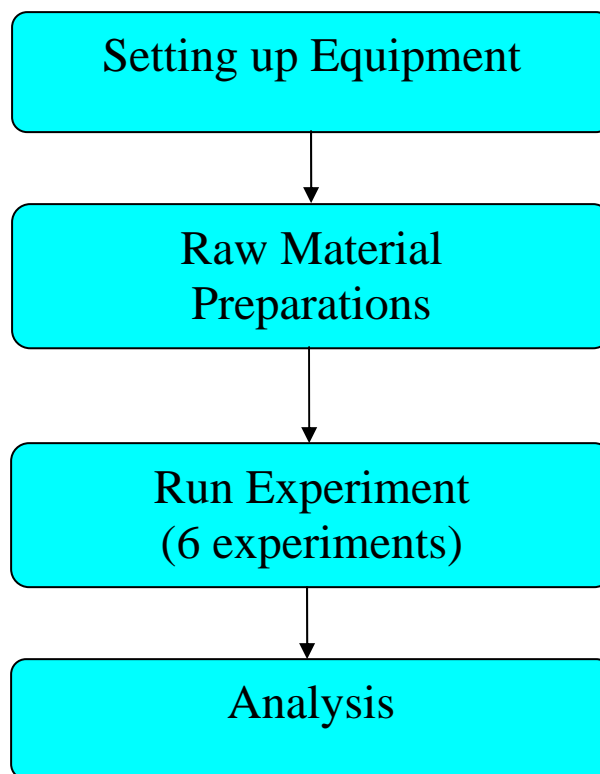 Setting up Equipment
Raw Material
Preparations
Run Experiment
(6 experiments)
Analysis